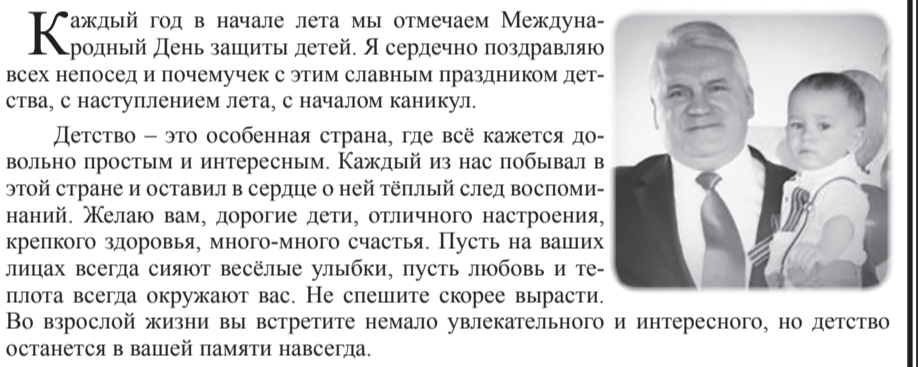 Каждый год в начале лета мы отмечаем Междуна-
родный День защиты детей. Я сердечно поздравляю
всех непосед и почемучек с этим славным праздником дет-
ства, с наступлением лета, с началом каникул.
Детство – это особенная страна, где всё кажется до-
вольно простым и интересным. Каждый из нас побывал в
этой стране и оставил в сердце о ней тёплый след воспоми-
наний. Желаю вам, дорогие дети, отличного настроения,
крепкого здоровья, много-много счастья. Пусть на ваших
лицах всегда сияют весёлые улыбки, пусть любовь и те-
плота всегда окружают вас. Не спешите скорее вырасти.
Во взрослой жизни вы встретите немало увлекательного и интересного, но детство
останется в вашей памяти навсегда.